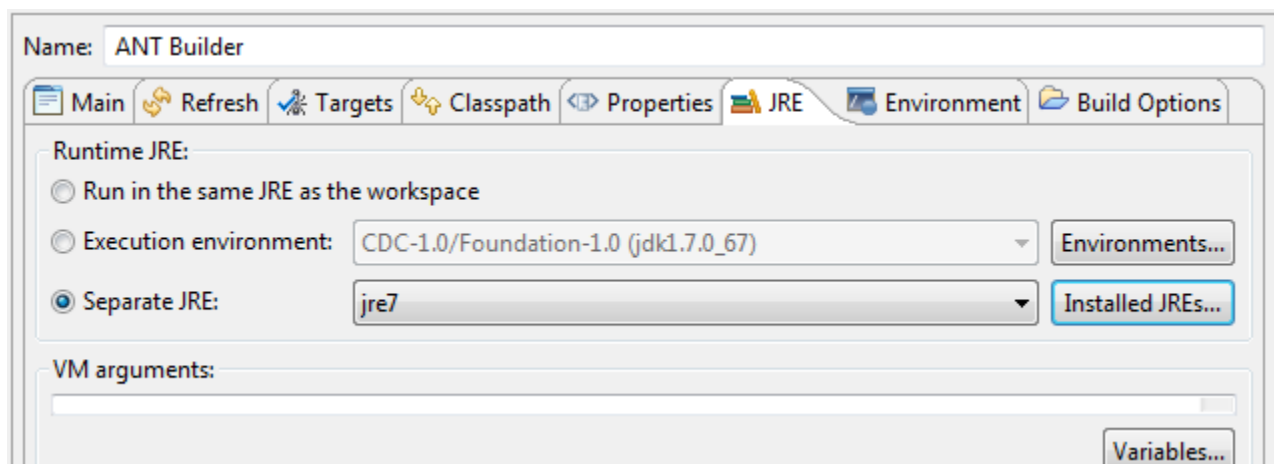 Name: ANT Builder
Main Refresh Targets Classpath Properties JRE Environment Build Options
Runtime JRE:
Run in the same JRE as the workspace
Execution environment: CDC-1.0/Foundation-1.0 (jdk1.7.0_67) Environments...
Separate JRE: jre7 Installed JREs...
VM arguments:
Variables...